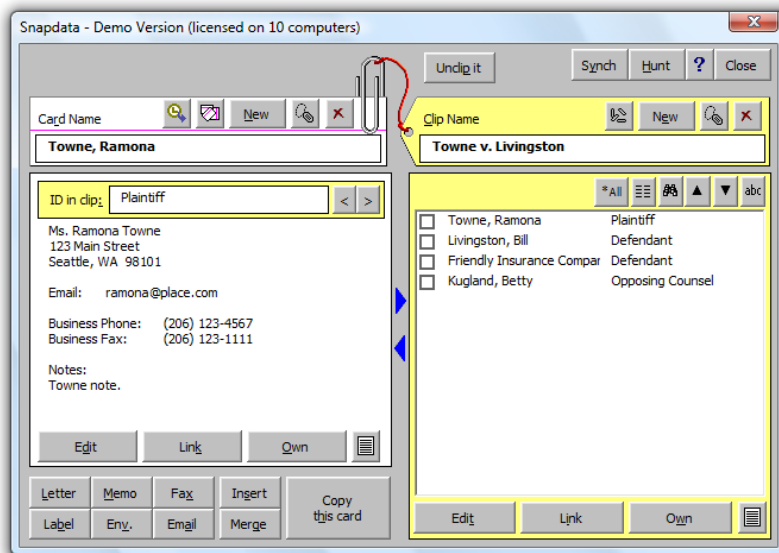 Snapdata - Demo Version (licensed on 10 computers)
Unclip it
Synch
Hunt
?
Close
Card Name
New
Towne, Ramona
Clip Name
New
Towne v. Livingston
ID in clip:
Plaintiff
<
>
*All
abc
Ms. Ramona Towne
123 Main Street
Seattle, WA 98101
Email: ramona@place.com
Business Phone: (206) 123-4567
Business Fax: (206) 123-1111
Notes:
Towne note.
Towne, Ramona Plaintiff
Livingston, Bill Defendant
Friendly Insurance Compar Defendant
Kugland, Betty Opposing Counsel
Edit
Link
Own
Edit
Link
Own
Letter
Memo
Fax
Insert
Copy
this card
Label
Env.
Email
Merge